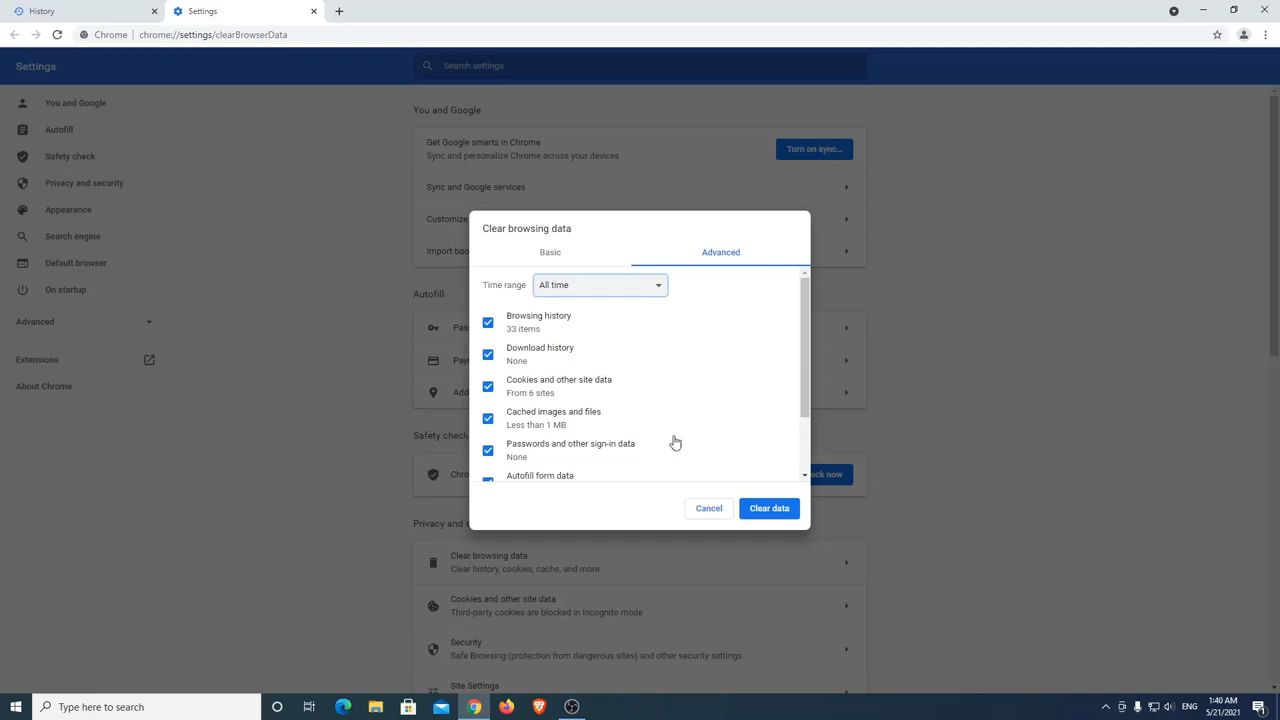 History
Settings
Chrome
chrome://settings/clearBrowserData
Settings
Search settings
You and Google
Autofill
Safety check
Privacy and security
Appearance
Search engine
Default browser
On startup
Advanced
Extensions
About Chrome
You and Google
Get Google smarts in Chrome
Sync and personalize Chrome across your devices
Turn on sync...
Sync and Google services
Customize
Import
Autofill
Safety check
Clear browsing data
Basic
Advanced
Time range
All time
Browsing history
33 items
Download history
None
Cookies and other site data
From 6 sites
Cached images and files
Less than 1 MB
Passwords and other sign-in data
None
Autofill form data
Cancel
Clear data
now
Privacy and
Clear browsing data
Clear history, cookies, cache, and more
Cookies and other site data
Third-party cookies are blocked in incognito mode
Security
Safe Browsing (protection from dangerous sites) and other security settings
Site Settings
Type here to search
ENG
1:40 AM
5/21/2021